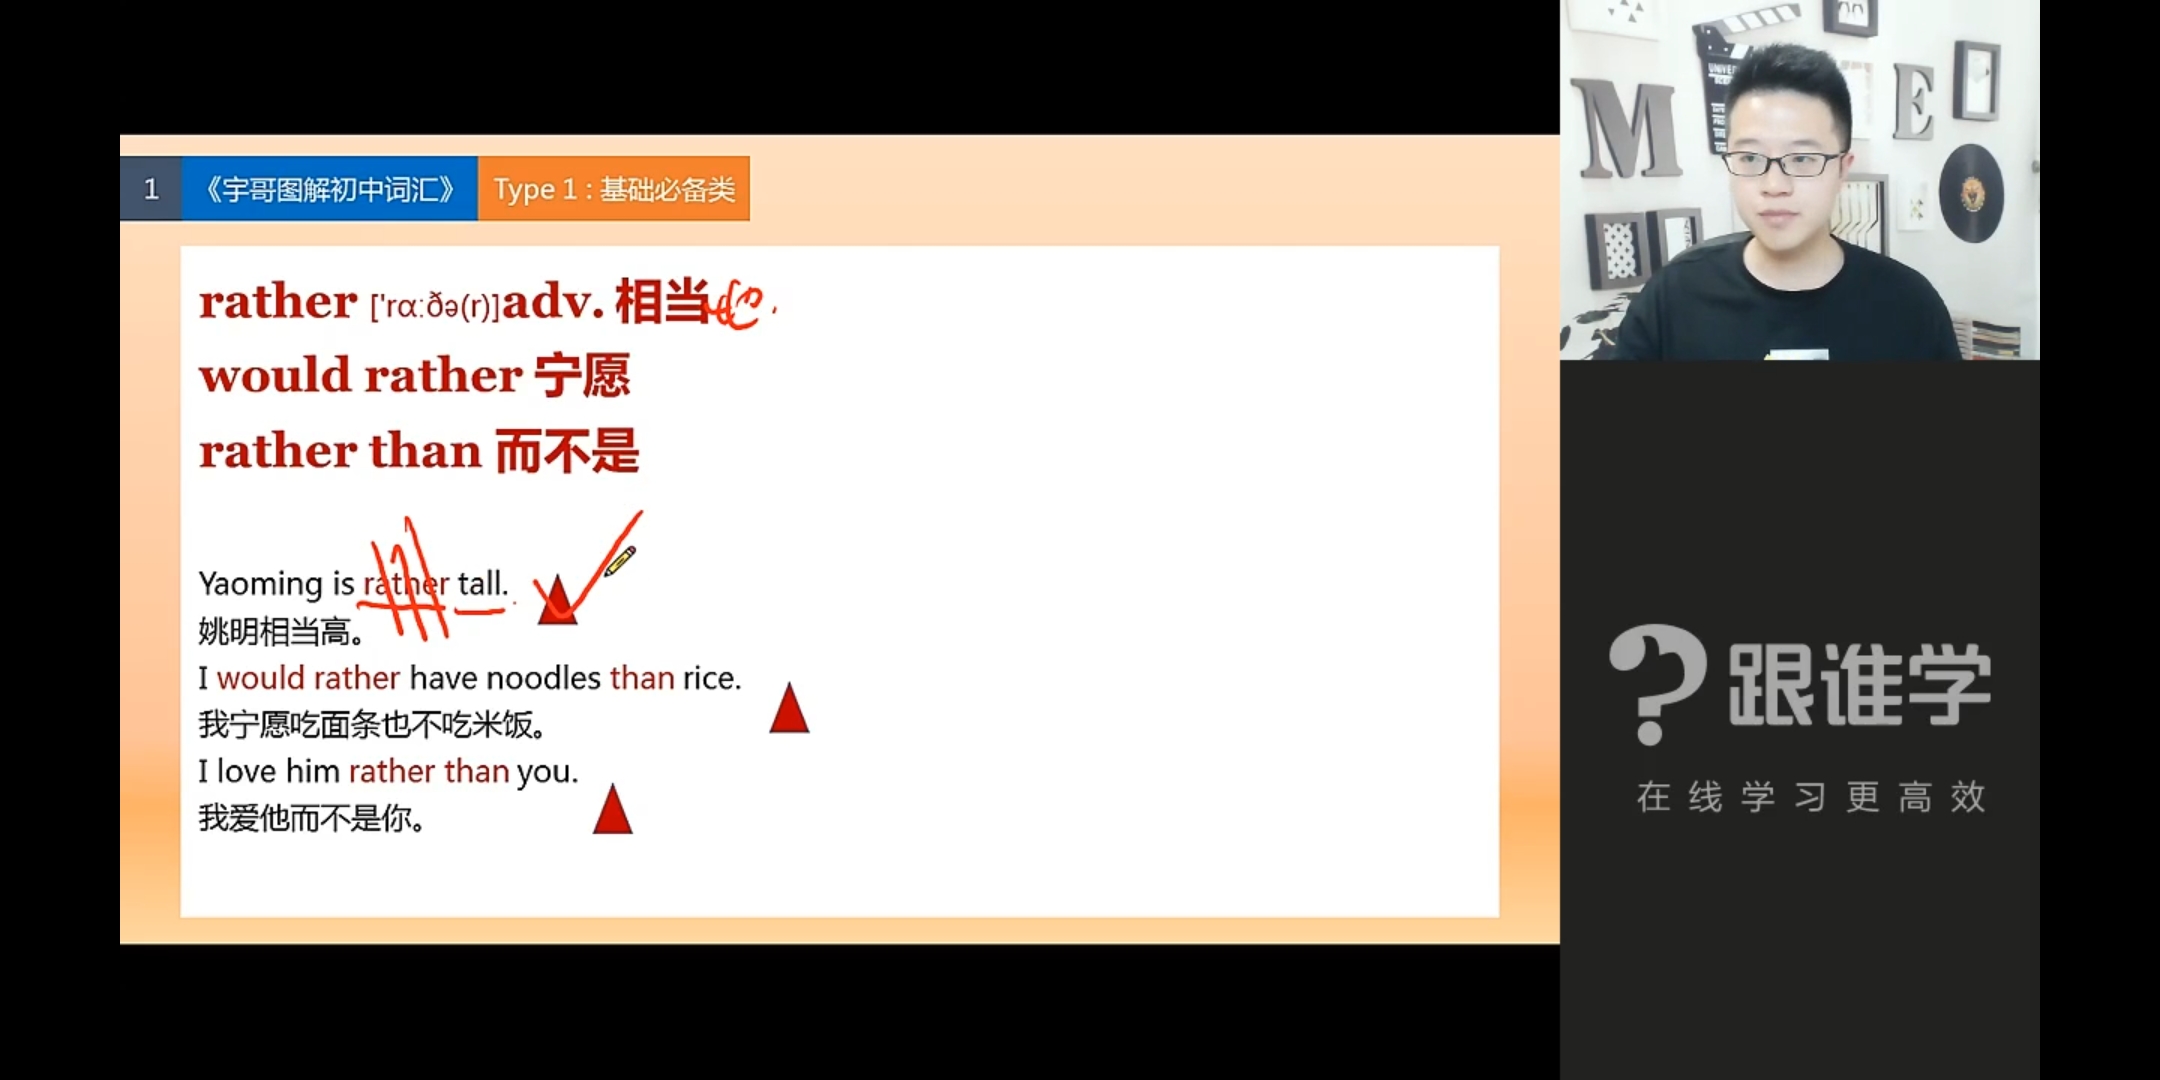 1 《宇哥图解初中词汇》 Type 1 : 基础必备类
rather ['rɑ:ðə(r)]adv. 相当地.
would rather 宁愿
rather than 而不是
Yaoming is rather tall.
姚明相当高。
I would rather have noodles than rice.
我宁愿吃面条也不吃米饭。
I love him rather than you.
我爱他而不是你。
M
E
跟谁学
在线学习更高效